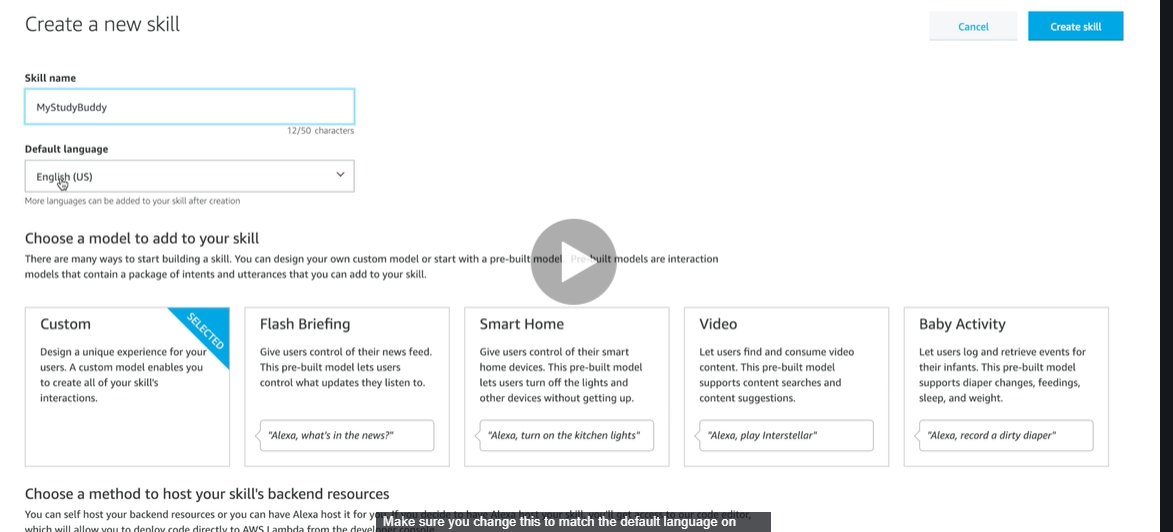 Create a new skill
Cancel
Create skill
Skill name
MyStudyBuddy
12/50 characters
Default language
English (US)
More languages can be added to your skill after creation
Choose a model to add to your skill
There are many ways to start building a skill. You can design your own custom model or start with a pre-built model. Pre-built models are interaction
models that contain a package of intents and utterances that you can add to your skill.
Custom
SELECTED
Design a unique experience for your
users. A custom model enables you
to create all of your skill's
interactions.
Flash Briefing
Give users control of their news feed.
This pre-built model lets users
control what updates they listen to.
"Alexa, what's in the news?"
Smart Home
Give users control of their smart
home devices. This pre-built model
lets users turn off the lights and
other devices without getting up.
"Alexa, turn on the kitchen lights"
Video
Let users find and consume video
content. This pre-built model
supports content searches and
content suggestions.
"Alexa, play Interstellar"
Baby Activity
Let users log and retrieve events for
their infants. This pre-built model
supports diaper changes, feedings,
sleep, and weight.
"Alexa, record a dirty diaper"
Choose a method to host your skill's backend resources
You can self host your backend resources or you can have Alexa host it for you. If you decide to have Alexa host your skill, you'll get access to our code editor,
which will allow you to deploy code directly to AWS Lambda from the developer console.
Make sure you change this to match the default language on